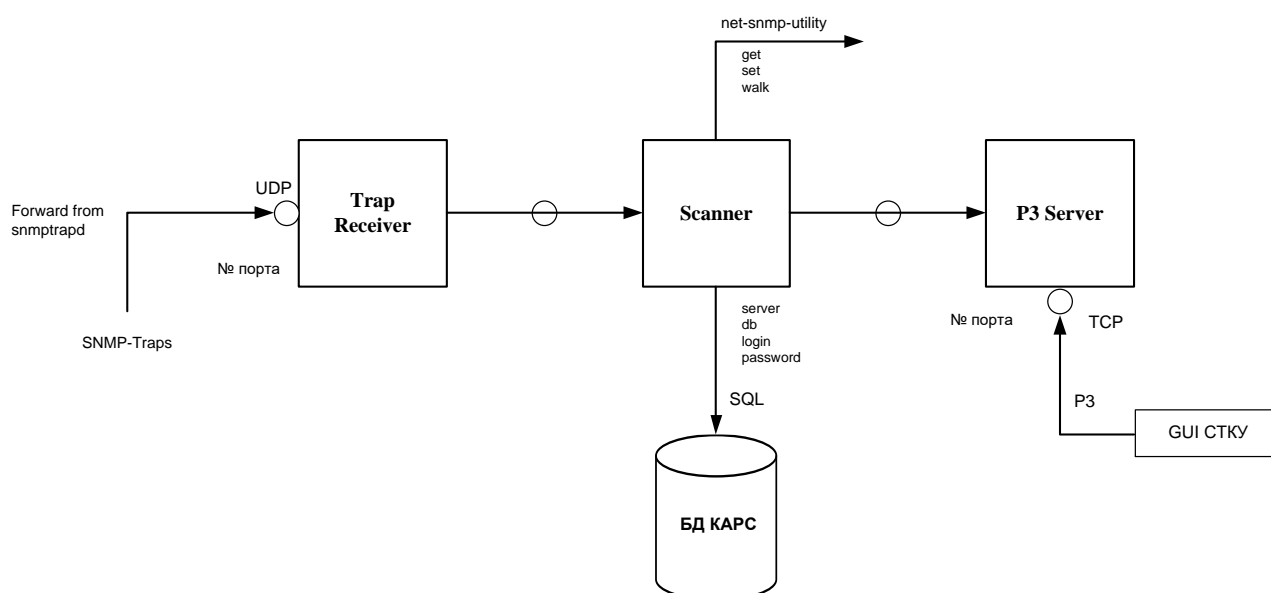 net-snmp-utility
get
set
walk
UDP
Forward from
snmptrapd
№ порта
SNMP-Traps
Trap
Receiver
Scanner
P3 Server
server
db
login
password
SQL
№ порта
TCP
P3
GUI СТКУ
БД КАРС